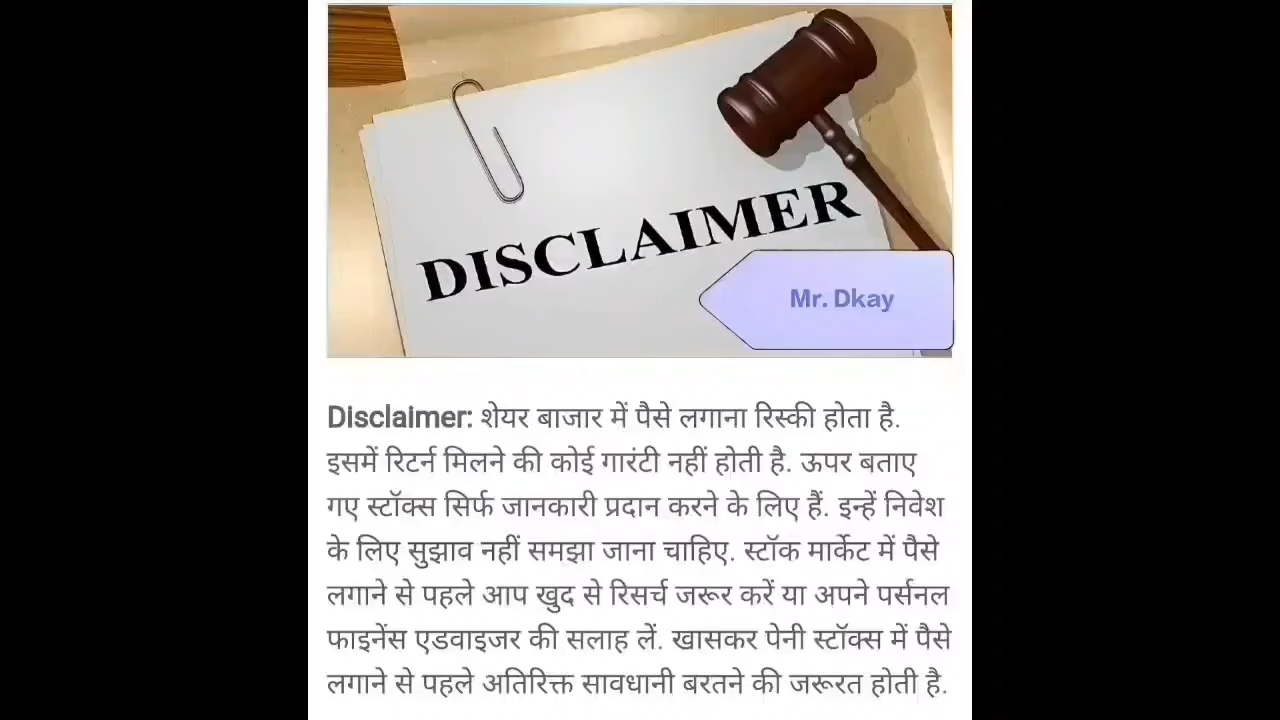 DISCLAIMER
Mr. Dkay
Disclaimer: शेयर बाजार में पैसे लगाना रिस्की होता है.
इसमें रिटर्न मिलने की कोई गारंटी नहीं होती है. ऊपर बताए
गए स्टॉक्स सिर्फ जानकारी प्रदान करने के लिए हैं. इन्हें निवेश
के लिए सुझाव नहीं समझा जाना चाहिए. स्टॉक मार्केट में पैसे
लगाने से पहले आप खुद से रिसर्च जरूर करें या अपने पर्सनल
फाइनेंस एडवाइजर की सलाह लें. खासकर पेनी स्टॉक्स में पैसे
लगाने से पहले अतिरिक्त सावधानी बरतने की जरूरत होती है.